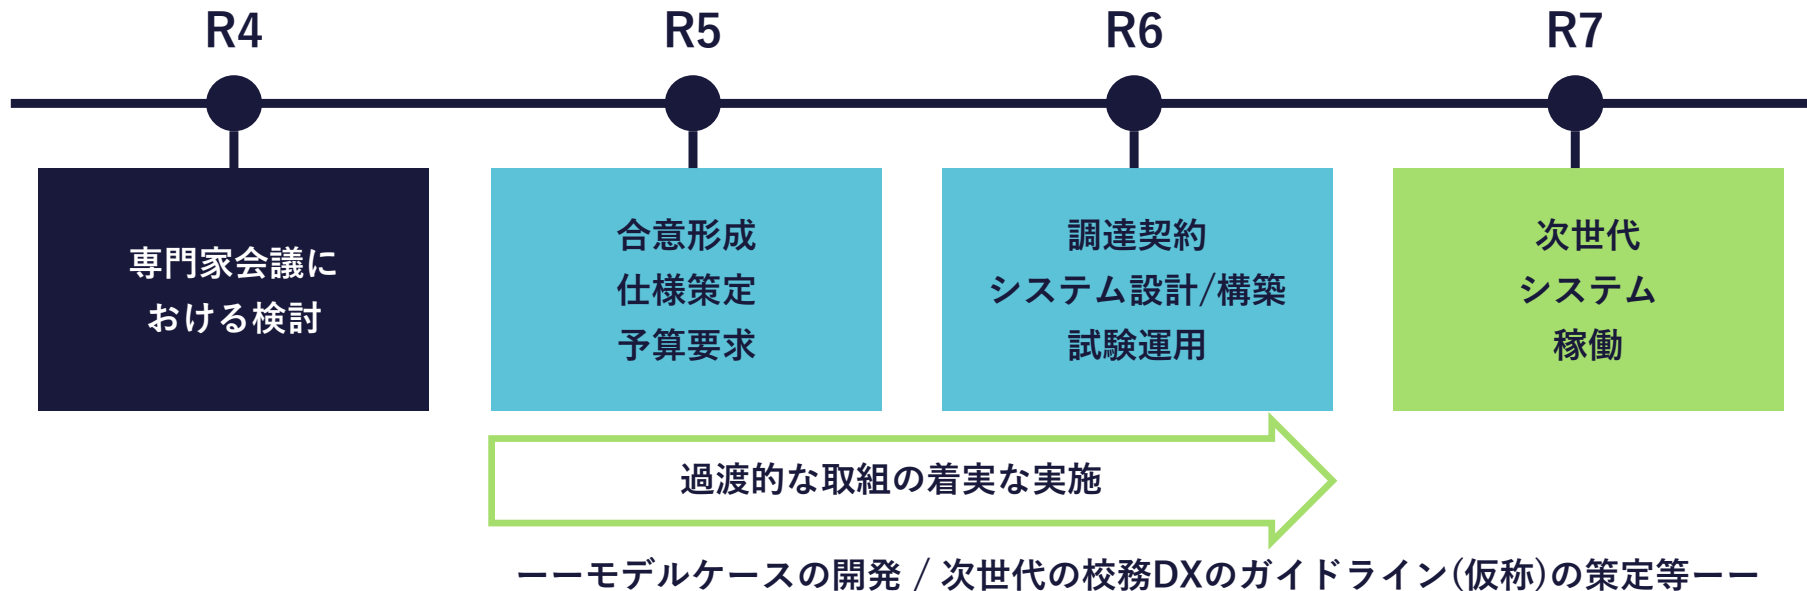 R4
R5
R6
R7
専門家会議に
おける検討
合意形成
仕様策定
予算要求
調達契約
システム設計/構築
試験運用
次世代
システム
稼働
過渡的な取組の着実な実施
ーーモデルケースの開発 / 次世代の校務DXのガイドライン(仮称)の策定等ーー